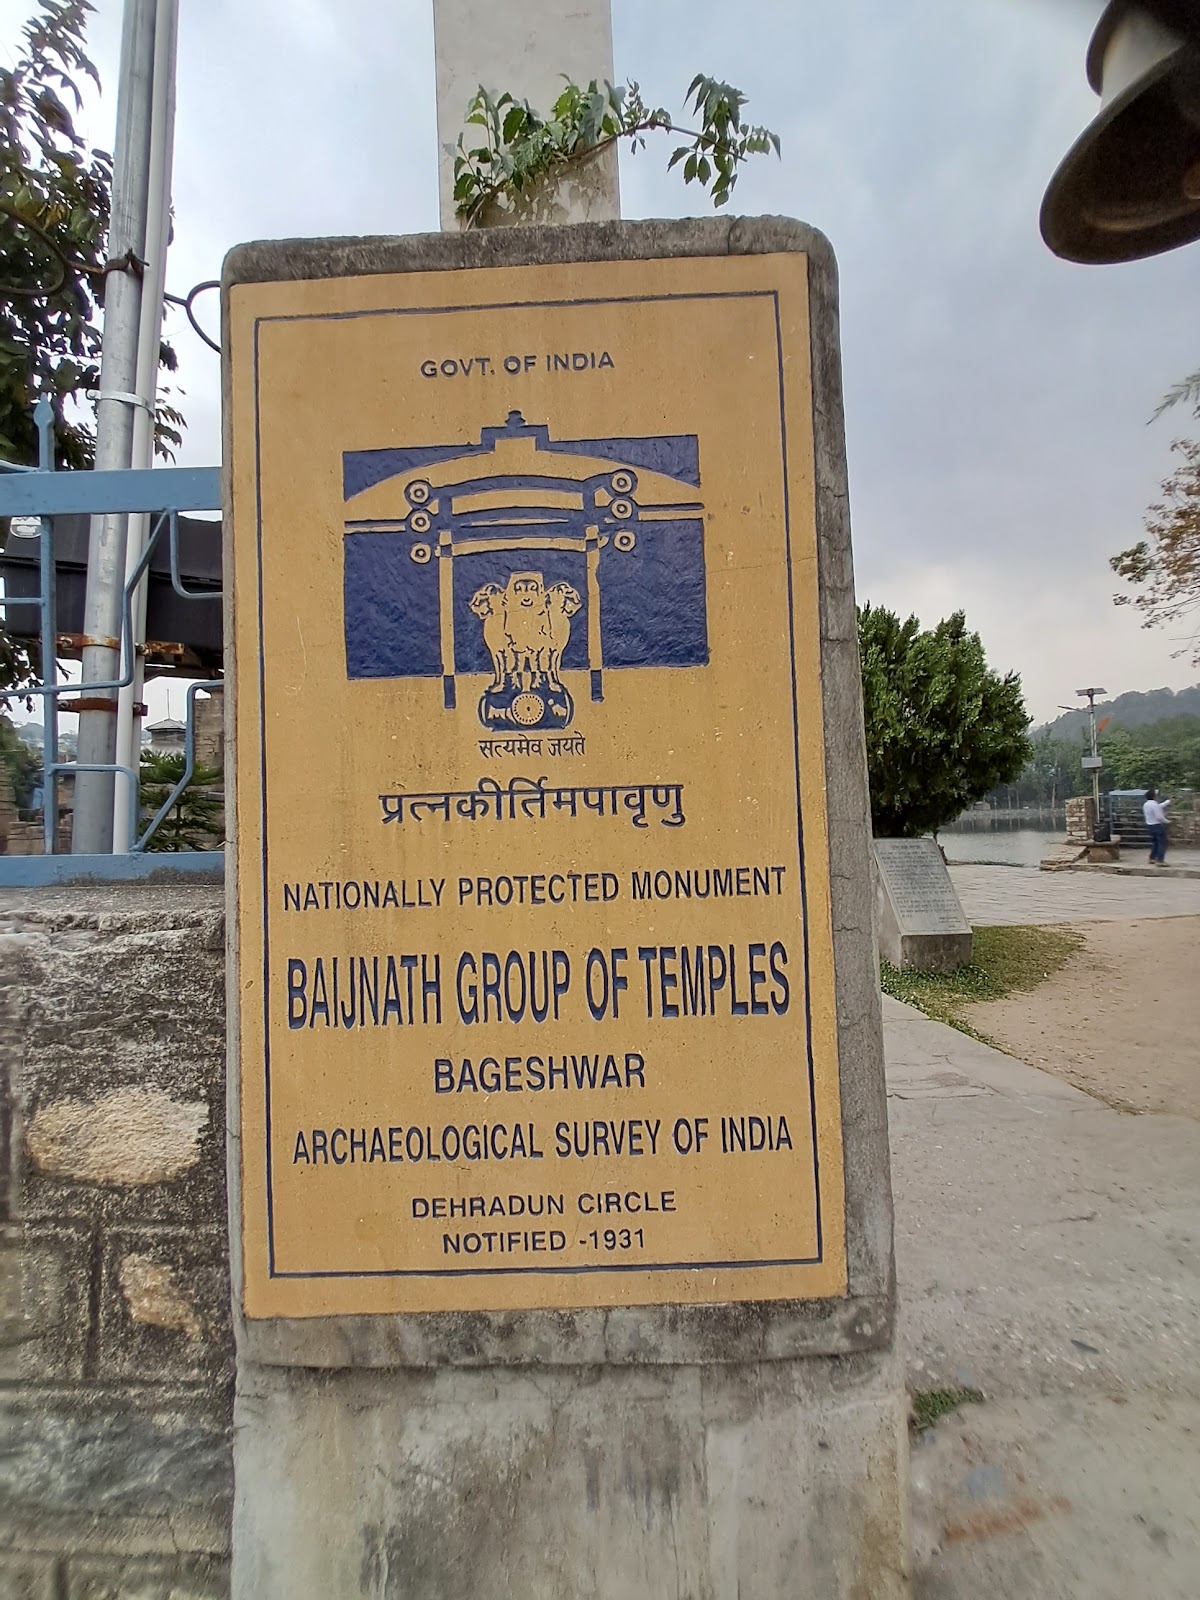 GOVT. OF INDIA
सत्यमेव जयते
प्रत्नकीर्तिमपावृणु
NATIONALLY PROTECTED MONUMENT
BAIJNATH GROUP OF TEMPLES
BAGESHWAR
ARCHAEOLOGICAL SURVEY OF INDIA
DEHRADUN CIRCLE
NOTIFIED -1931